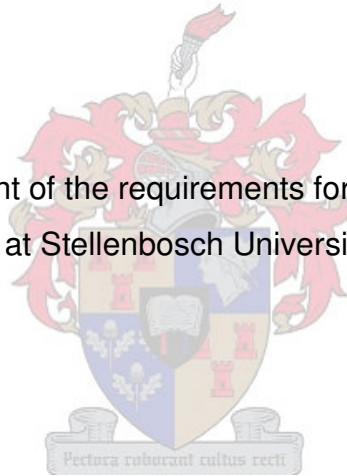 nt of the requirements for
at Stellenbosch Universi
Pectora roborant cultus recti